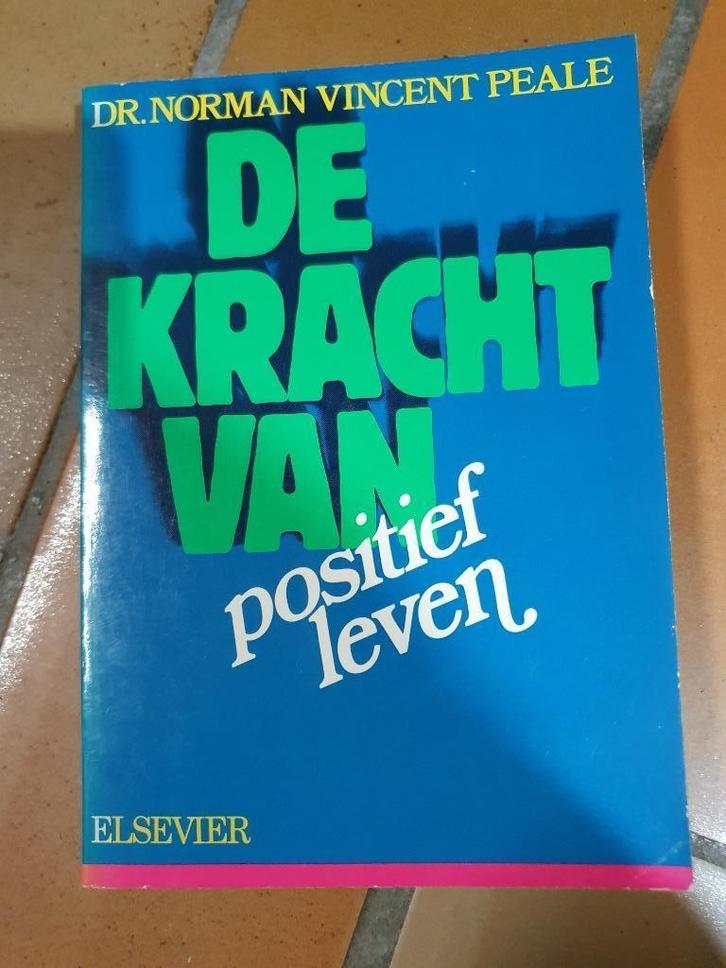 DR. NORMAN VINCENT PEALE
DE
KRACHT
VAN
positief
leven
ELSEVIER